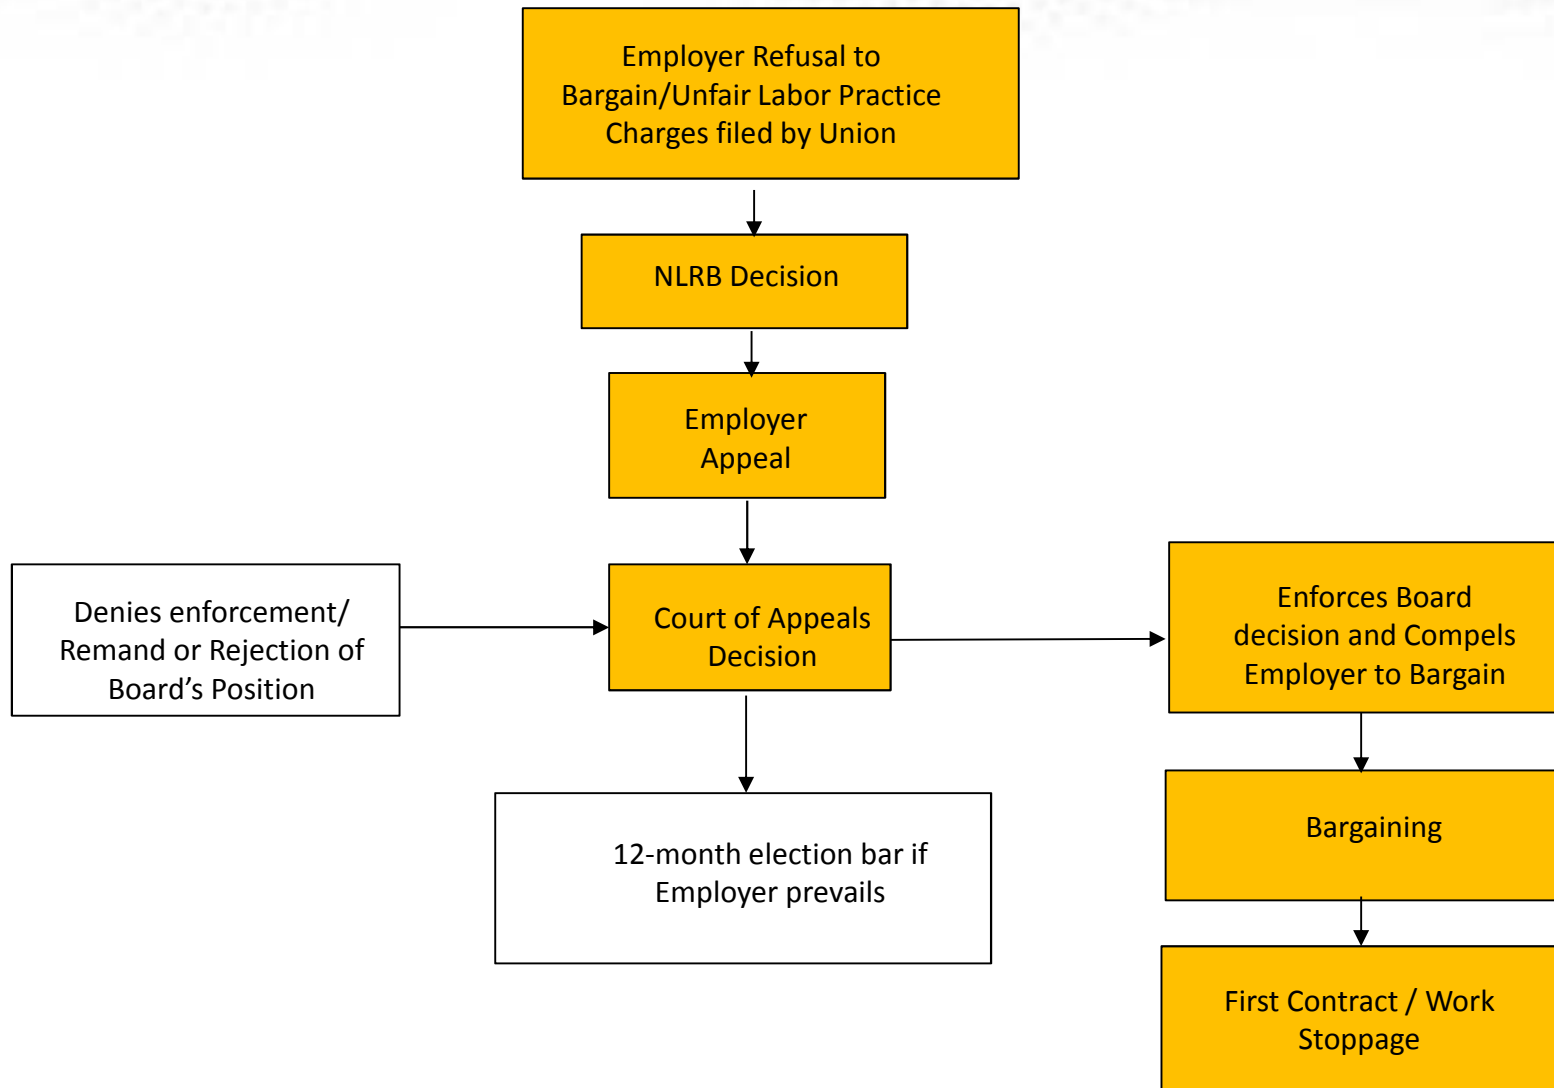 Employer Refusal to
Bargain/Unfair Labor Practice
Charges filed by Union
NLRB Decision
Employer
Appeal
Denies enforcement/
Remand or Rejection of
Board’s Position
Court of Appeals
Decision
Enforces Board
decision and Compels
Employer to Bargain
12-month election bar if
Employer prevails
Bargaining
First Contract / Work
Stoppage